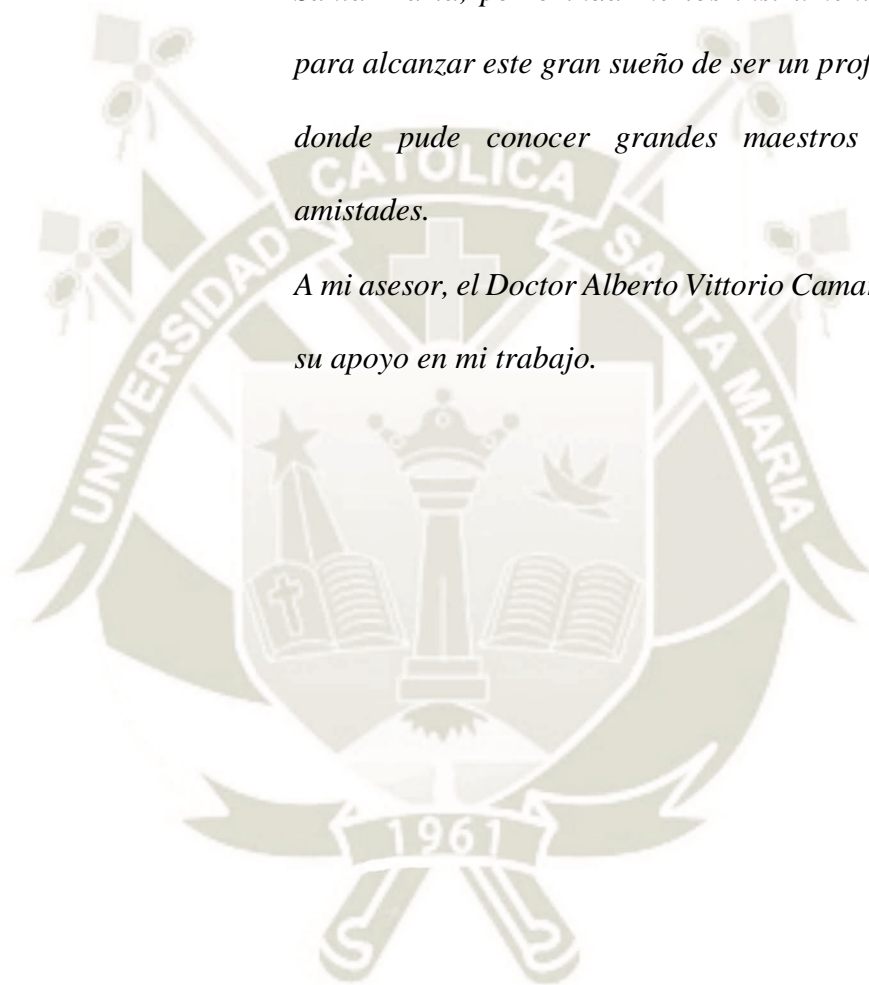 para alcanzar este gran sueño de ser un prof
donde pude conocer grandes maestros
amistades.
A mi asesor, el Doctor Alberto Vittorio Camar
su apoyo en mi trabajo.
UNIVERSIDAD CATOLICA SANTA MARIA
1961